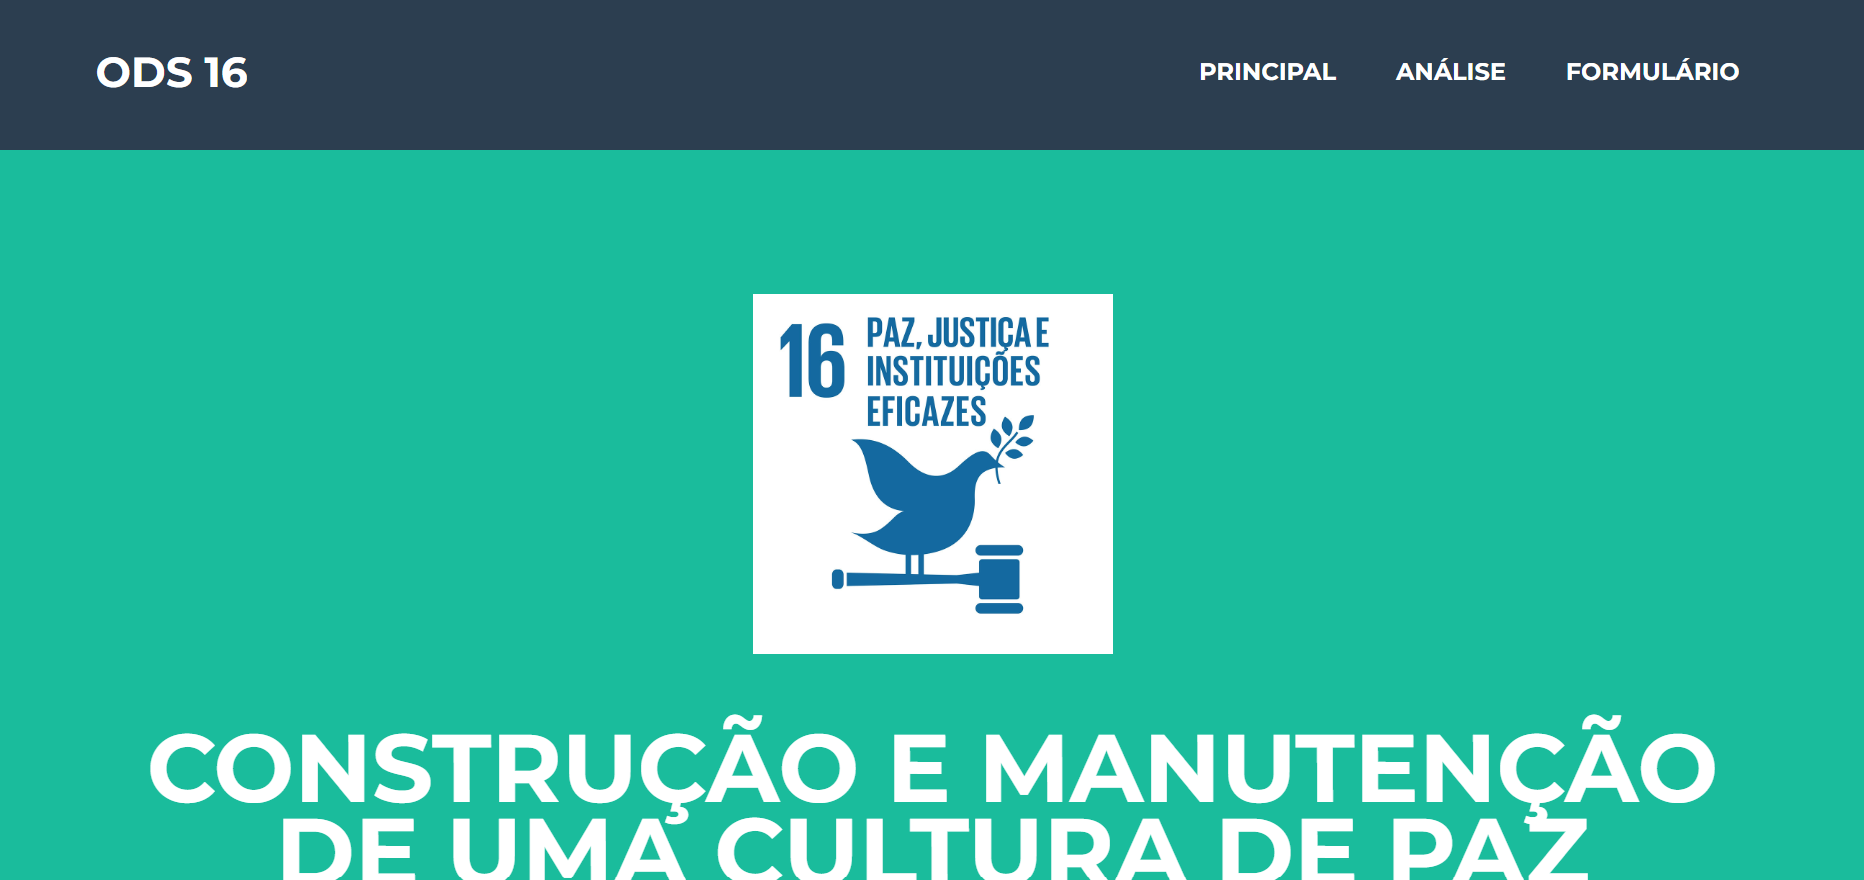 ODS 16
PRINCIPAL ANÁLISE FORMULÁRIO
16
PAZ, JUSTIÇA E
INSTITUIÇÕES
EFICAZES
CONSTRUÇÃO E MANUTENÇÃO
DE UMA CULTURA DE PAZ